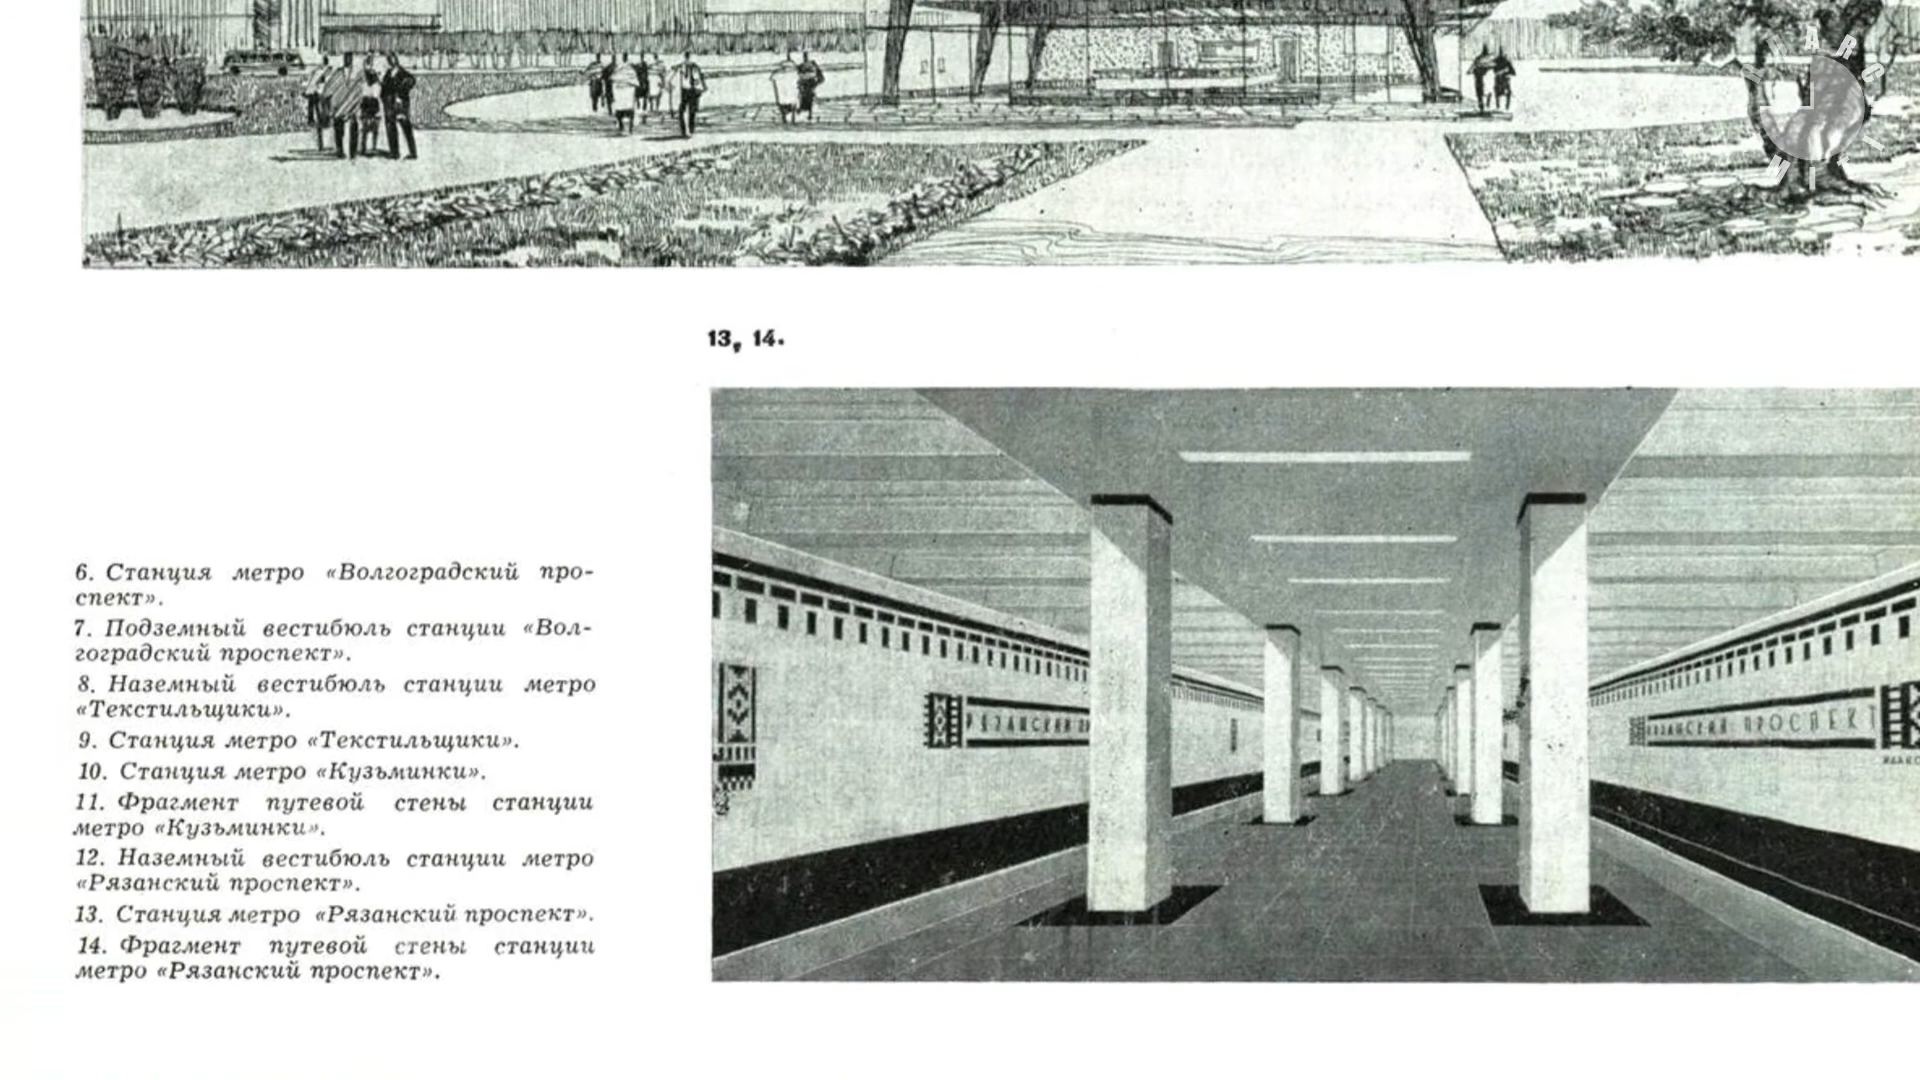 13, 14.
6. Станция метро «Волгоградский про-
спект».
7. Подземный вестибюль станции «Вол-
гоградский проспект».
8. Наземный вестибюль станции метро
«Текстильщики».
9. Станция метро «Текстильщики».
10. Станция метро «Кузьминки».
11. Фрагмент путевой стены станции
метро «Кузьминки».
12. Наземный вестибюль станции метро
«Рязанский проспект».
13. Станция метро «Рязанский проспект».
14. Фрагмент путевой стены станции
метро «Рязанский проспект».
РЯЗАНСКИЙ
РЯЗАНСКИЙ ПРОСПЕКТ